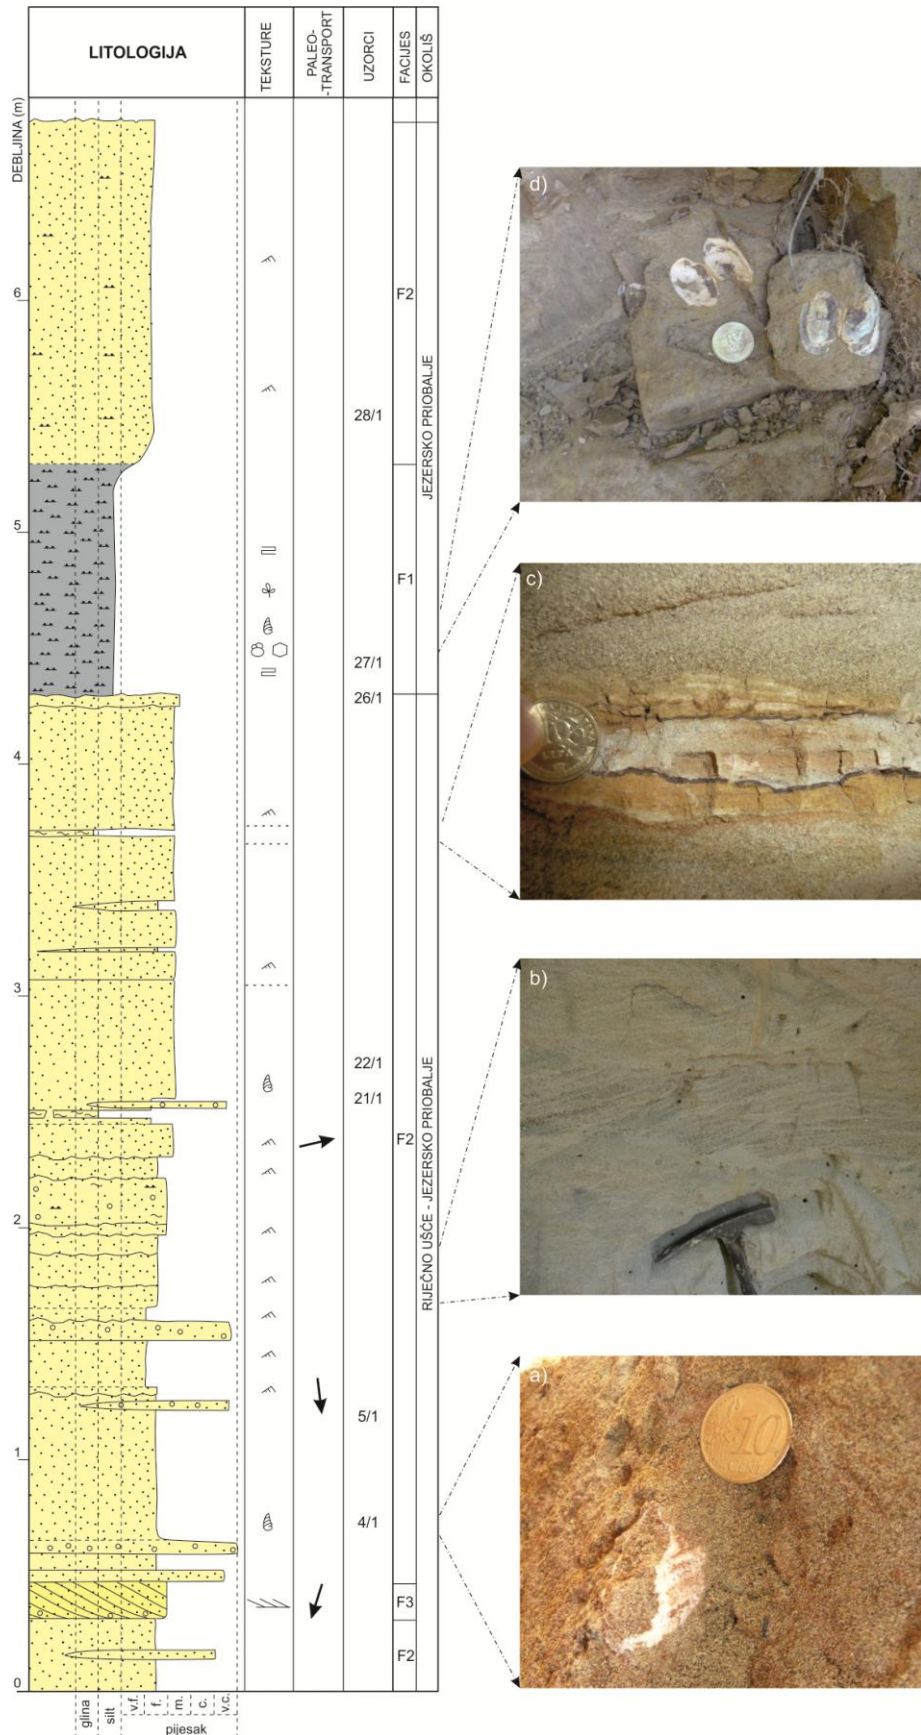 LITOLOGIJA
TEKSTURE
PALEO-
-TRANSPORT
UZORCI
FACIJES
OKOLIŠ
DEBLJINA (m)
6
5
4
3
2
1
0
28/1
27/1
26/1
22/1
21/1
5/1
4/1
F2
F1
F2
F3
F2
JEZERSKO PRIOBALJE
RIJEČNO UŠĆE - JEZERSKO PRIOBALJE
d)
c)
b)
a)
10
CENT
glina
silt
v.f.
f.
m.
c.
v.c.
pijesak